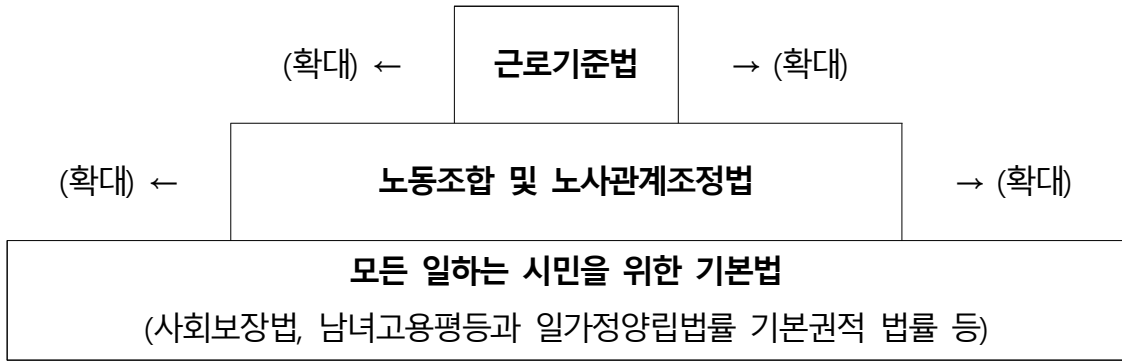 (확대) ← 근로기준법 → (확대)
(확대) ← 노동조합 및 노사관계조정법 → (확대)
모든 일하는 시민을 위한 기본법
(사회보장법, 남녀고용평등과 일가정양립법률 기본권적 법률 등)